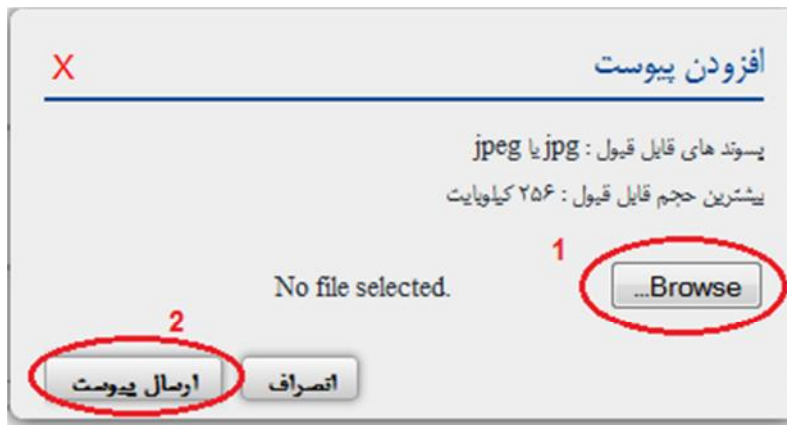 افزودن پیوست
X
پسوند های قابل قبول : jpg یا jpeg
بیشترین حجم قابل قبول : ۲۵۶ کیلوبایت
1
...Browse
No file selected.
2
انصراف
ارسال پیوست